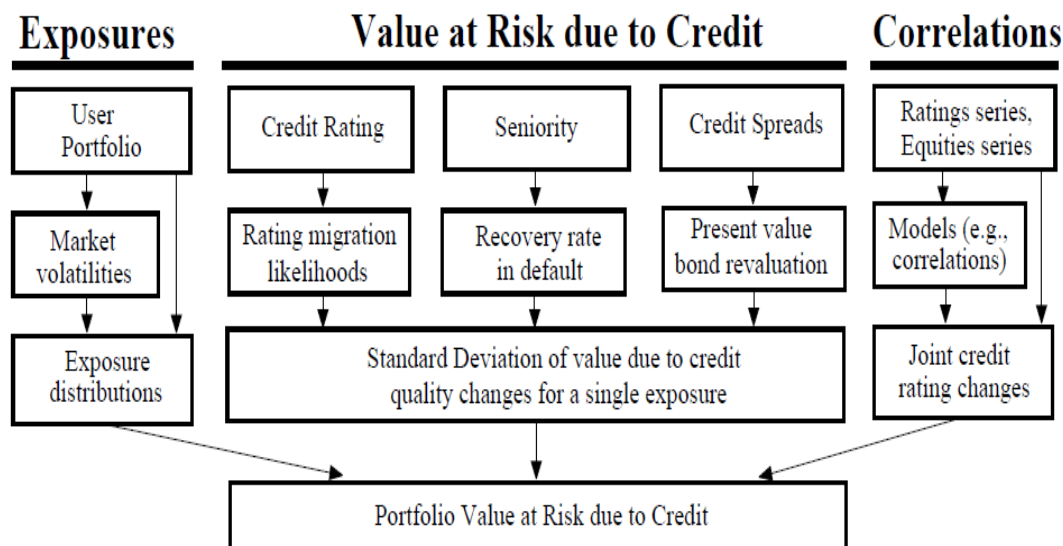 Exposures
Value at Risk due to Credit
Correlations
User
Portfolio
Credit Rating
Seniority
Credit Spreads
Ratings series,
Equities series
Market
volatilities
Rating migration
likelihoods
Recovery rate
in default
Present value
bond revaluation
Models (e.g.,
correlations)
Exposure
distributions
Standard Deviation of value due to credit
quality changes for a single exposure
Joint credit
rating changes
Portfolio Value at Risk due to Credit